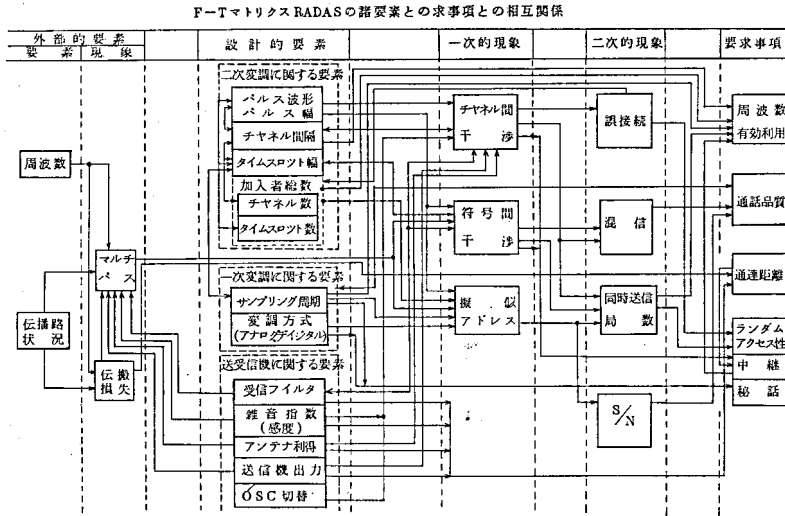 F－TマトリクスRADASの諸要素との求事項との相互関係
外部的要素
要素
現象
設計的要素
一次的現象
二次的現象
要求事項
周波数
伝播路
状況
マルチ
パス
伝搬
損失
二次変調に関する要素
パルス波形
パルス幅
チヤネル間隔
タイムスロツト幅
加入者総数
チヤネル数
タイムスロツト数
一次変調に関する要素
サンプリング周期
変調方式
(アナログデイジタル)
送受信機に関する要素
受信フイルタ
雑音指数
(感度)
アンテナ利得
送信機出力
OSC切替
チヤネル間
干渉
符号間
干渉
擬似
アドレス
誤接続
混信
同時送信
局数
S/N
周波数
有効利用
通話品質
通達距離
ランダム
アクセス性
中継
秘話